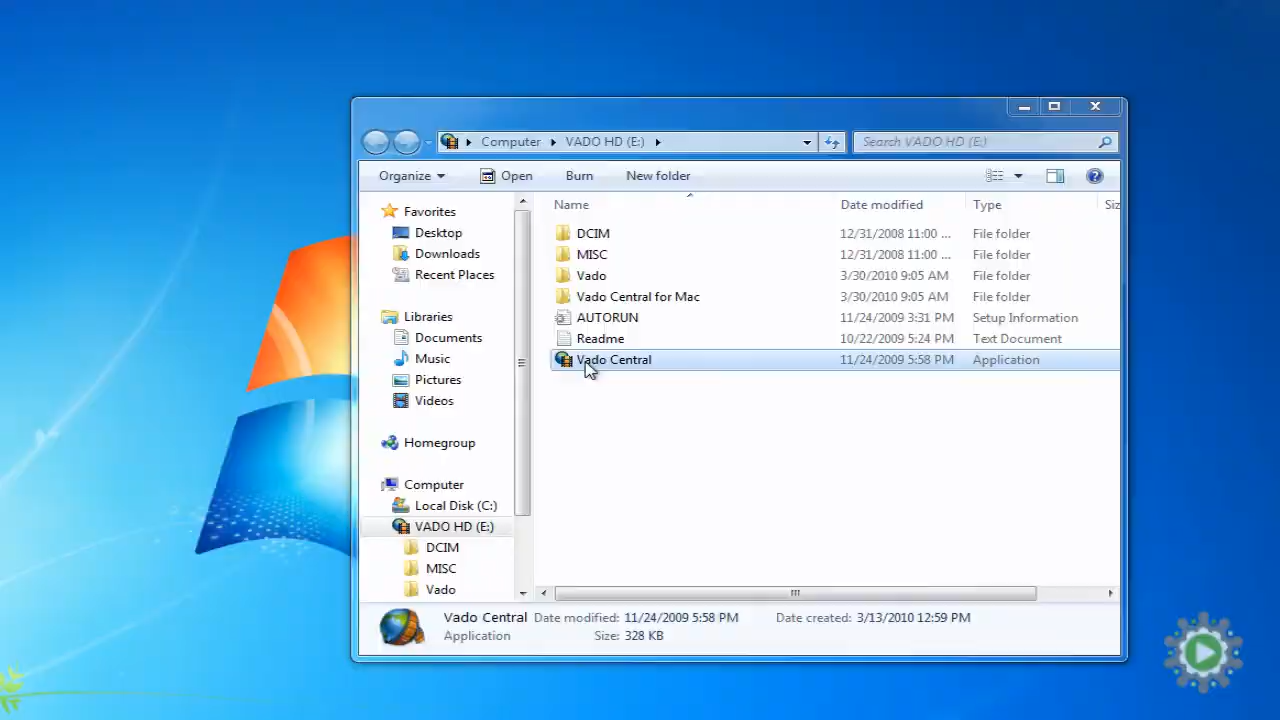 Computer VADO HD (E:) Search VADO HD (E:)
Organize Open Burn New folder
Name Date modified Type Siz
Favorites
Desktop
Downloads
Recent Places
Libraries
Documents
Music
Pictures
Videos
Homegroup
Computer
Local Disk (C:)
VADO HD (E:)
DCIM
MISC
Vado
DCIM 12/31/2008 11:00 ... File folder
MISC 12/31/2008 11:00 ... File folder
Vado 3/30/2010 9:05 AM File folder
Vado Central for Mac 3/30/2010 9:05 AM File folder
AUTORUN 11/24/2009 3:31 PM Setup Information
Readme 10/22/2009 5:24 PM Text Document
Vado Central 11/24/2009 5:58 PM Application
Vado Central Date modified: 11/24/2009 5:58 PM Date created: 3/13/2010 12:59 PM
Application Size: 328 KB